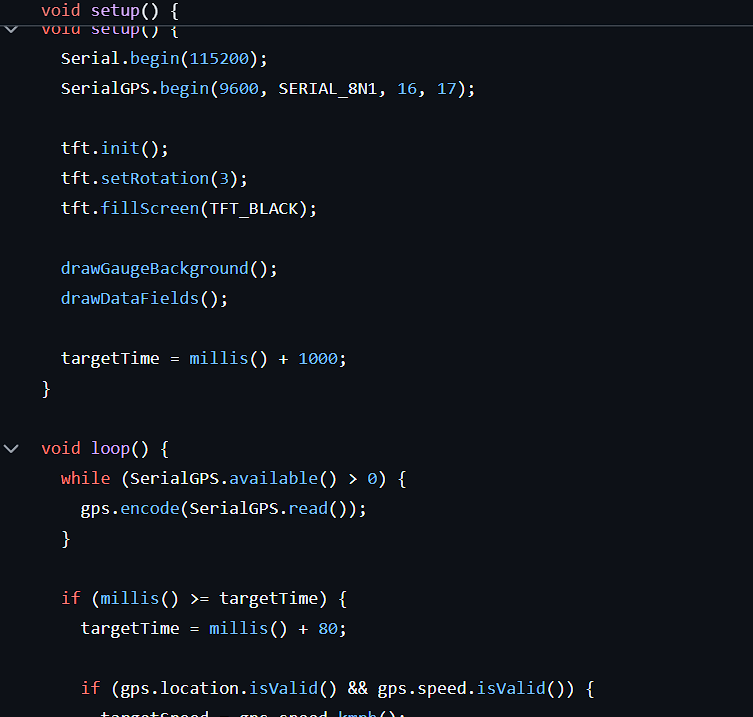 void setup() {
void setup() {
Serial.begin(115200);
SerialGPS.begin(9600, SERIAL_8N1, 16, 17);
tft.init();
tft.setRotation(3);
tft.fillScreen(TFT_BLACK);
drawGaugeBackground();
drawDataFields();
targetTime = millis() + 1000;
}
void loop() {
while (SerialGPS.available() > 0) {
gps.encode(SerialGPS.read());
}
if (millis() >= targetTime) {
targetTime = millis() + 80;
if (gps.location.isValid() && gps.speed.isValid()) {
targetSpeed = gps.speed.kmph();